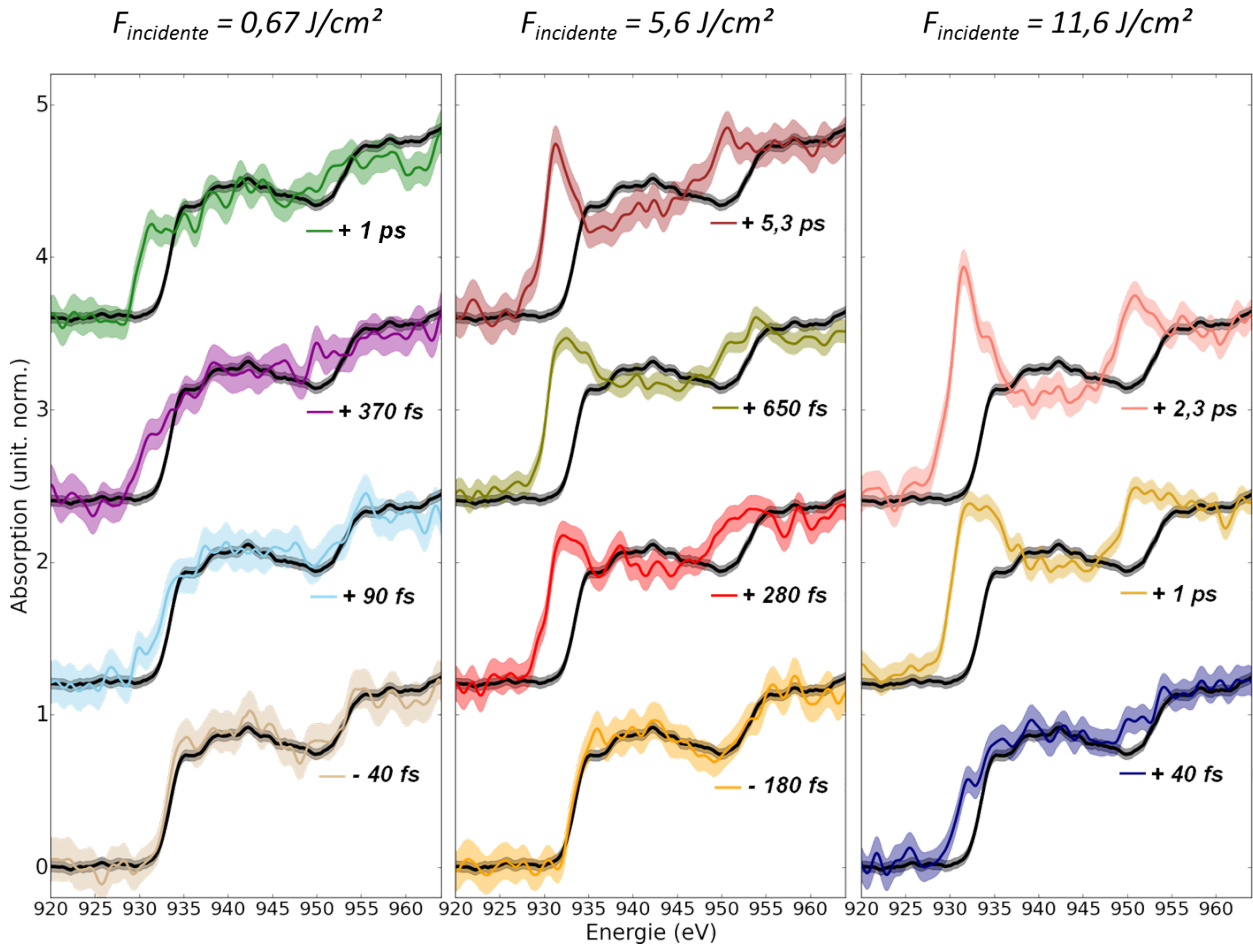 F_incidente = 0,67 J/cm²
F_incidente = 5,6 J/cm²
F_incidente = 11,6 J/cm²
Absorption (unit. norm.)
5
4
3
2
1
0
+ 1 ps
+ 370 fs
+ 90 fs
- 40 fs
+ 5,3 ps
+ 650 fs
+ 280 fs
- 180 fs
+ 2,3 ps
+ 1 ps
+ 40 fs
920 925 930 935 940 945 950 955 960
920 925 930 935 940 945 950 955 960
920 925 930 935 940 945 950 955 960
Energie (eV)